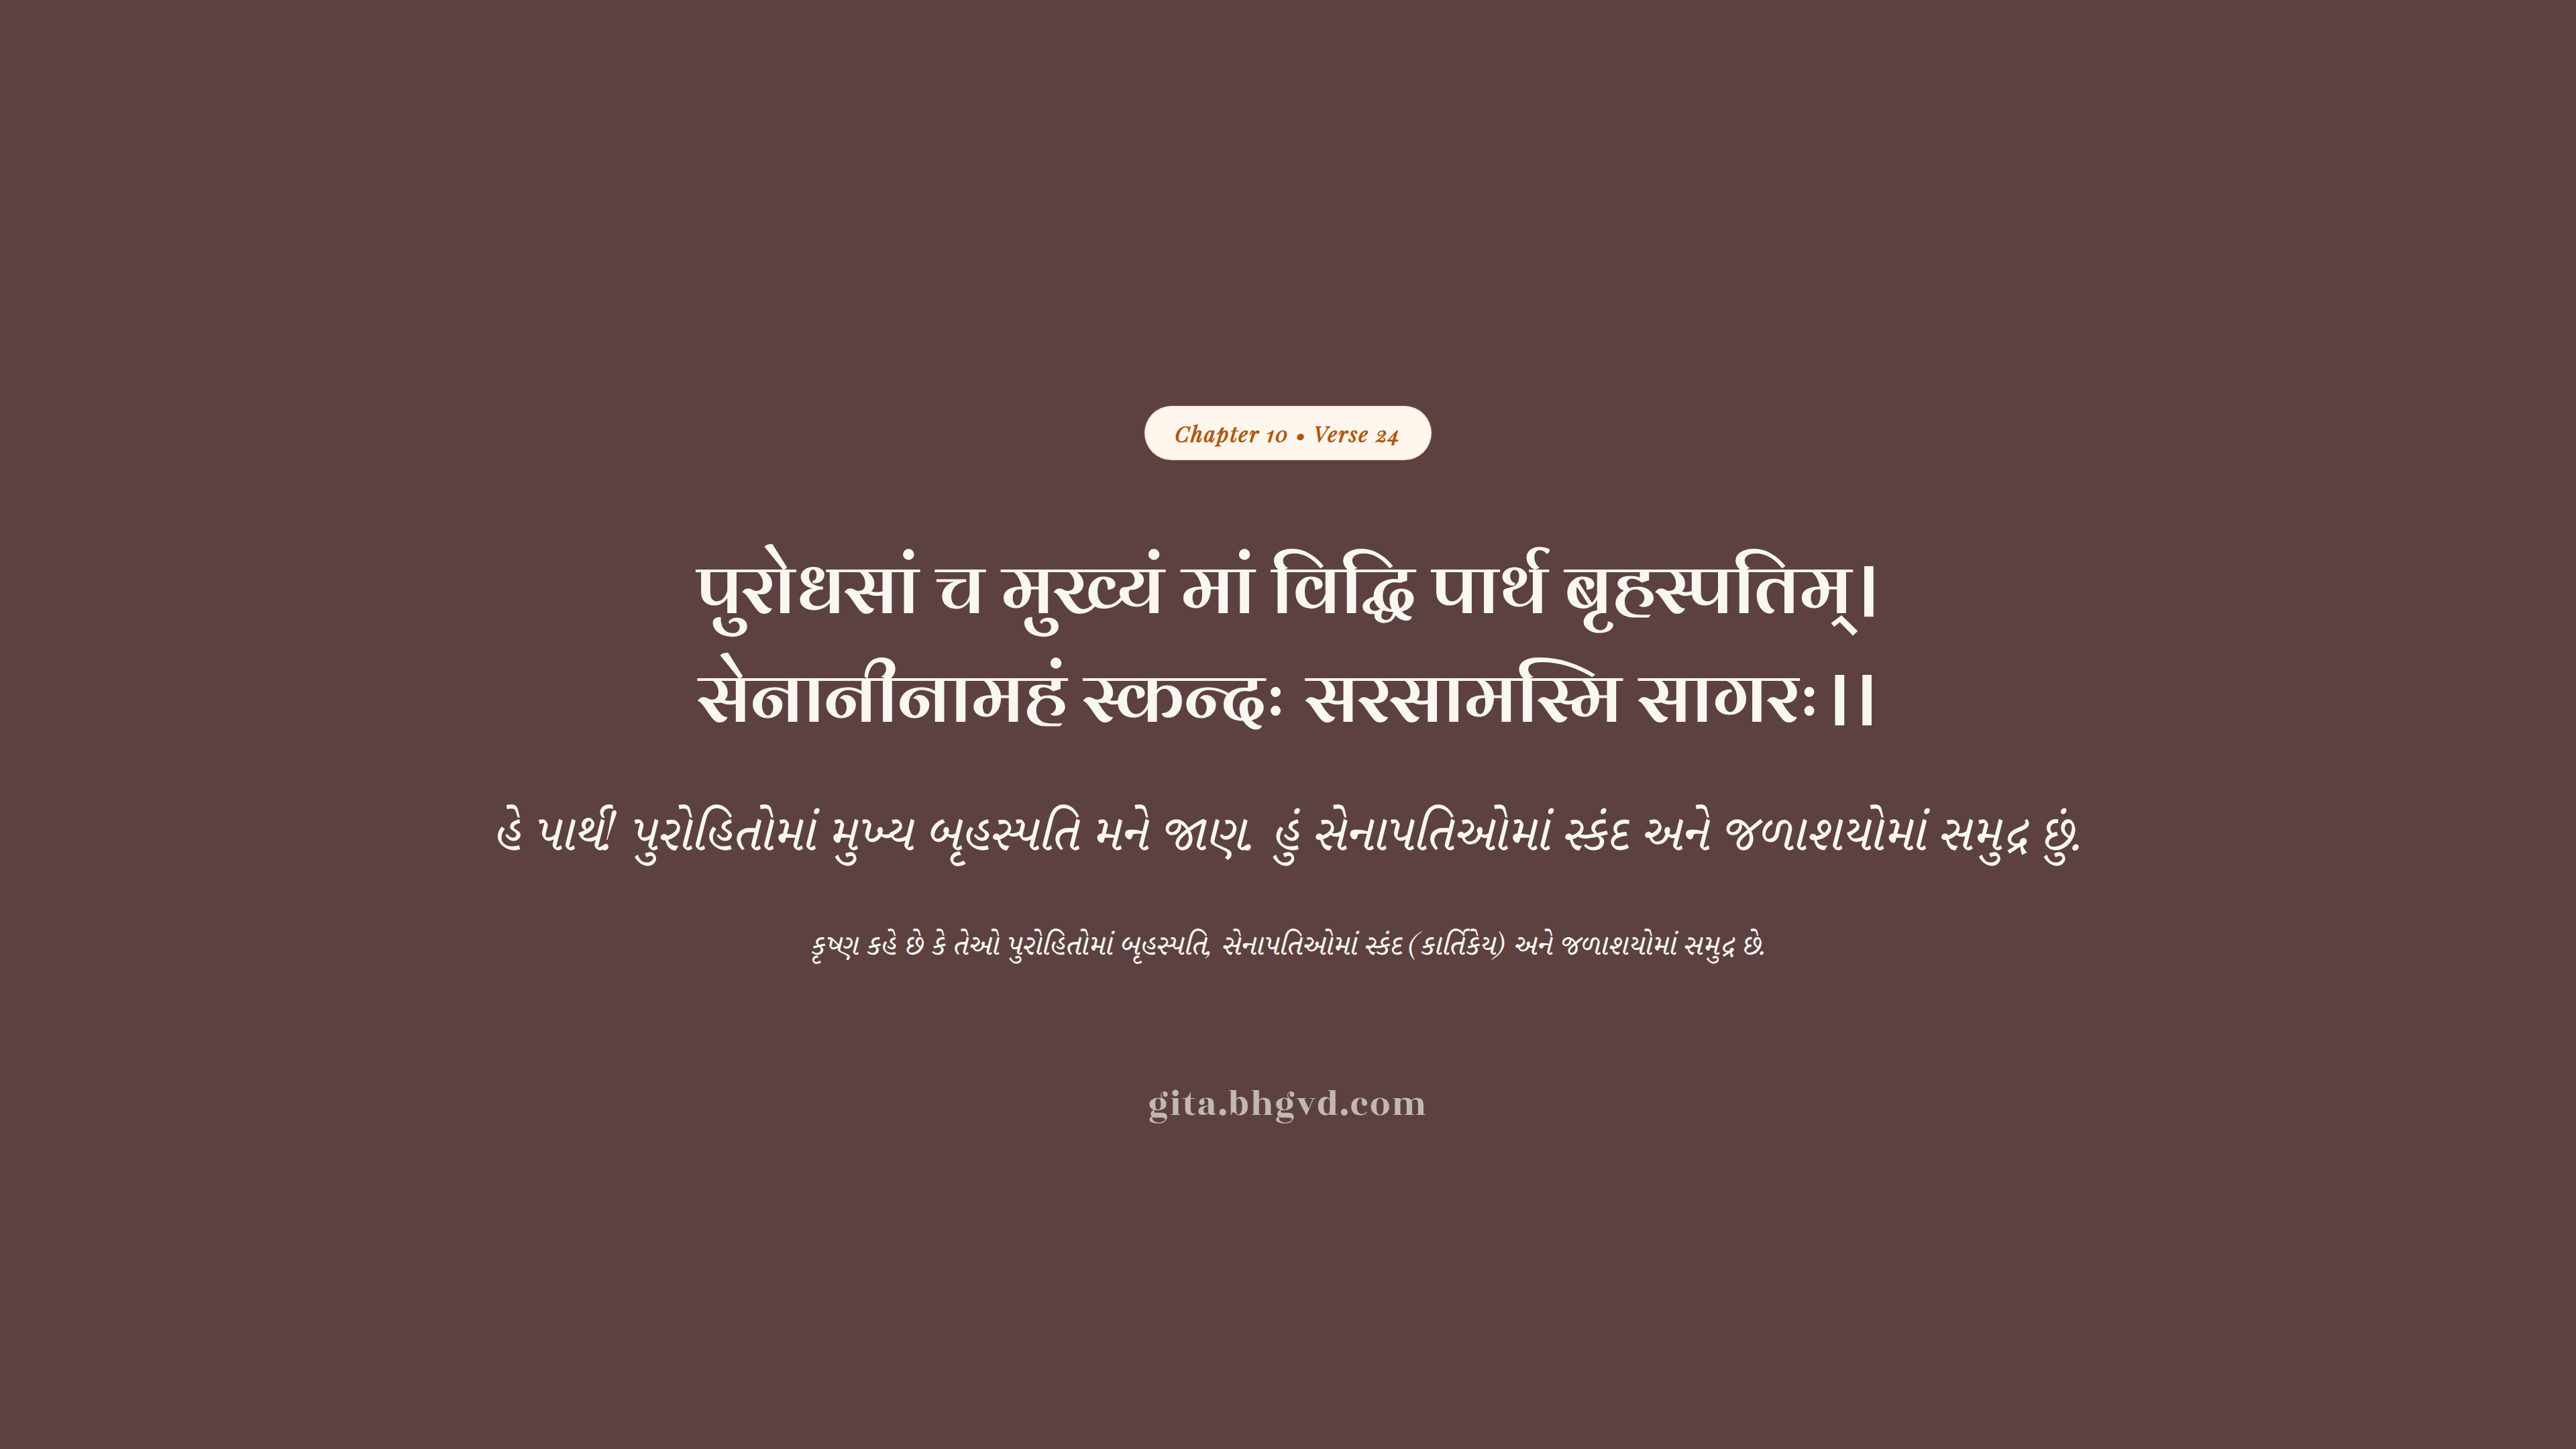 Chapter 10 • Verse 24
पुरोधसां च मुख्यं मां विद्धि पार्थ बृहस्पतिम्।
सेनानीनामहं स्कन्दः सरसामस्मि सागरः।।
હે પાર્થ! પુરોહિતોમાં મુખ્ય બૃહસ્પતિ મને જાણ. હું સેનાપતિઓમાં સ્કંદ અને જળાશયોમાં સમુદ્ર છું.
કૃષ્ણ કહે છે કે તેઓ પુરોહિતોમાં બૃહસ્પતિ, સેનાપતિઓમાં સ્કંદ (કાર્તિકેય) અને જળાશયોમાં સમુદ્ર છે.
gita.bhgvd.com